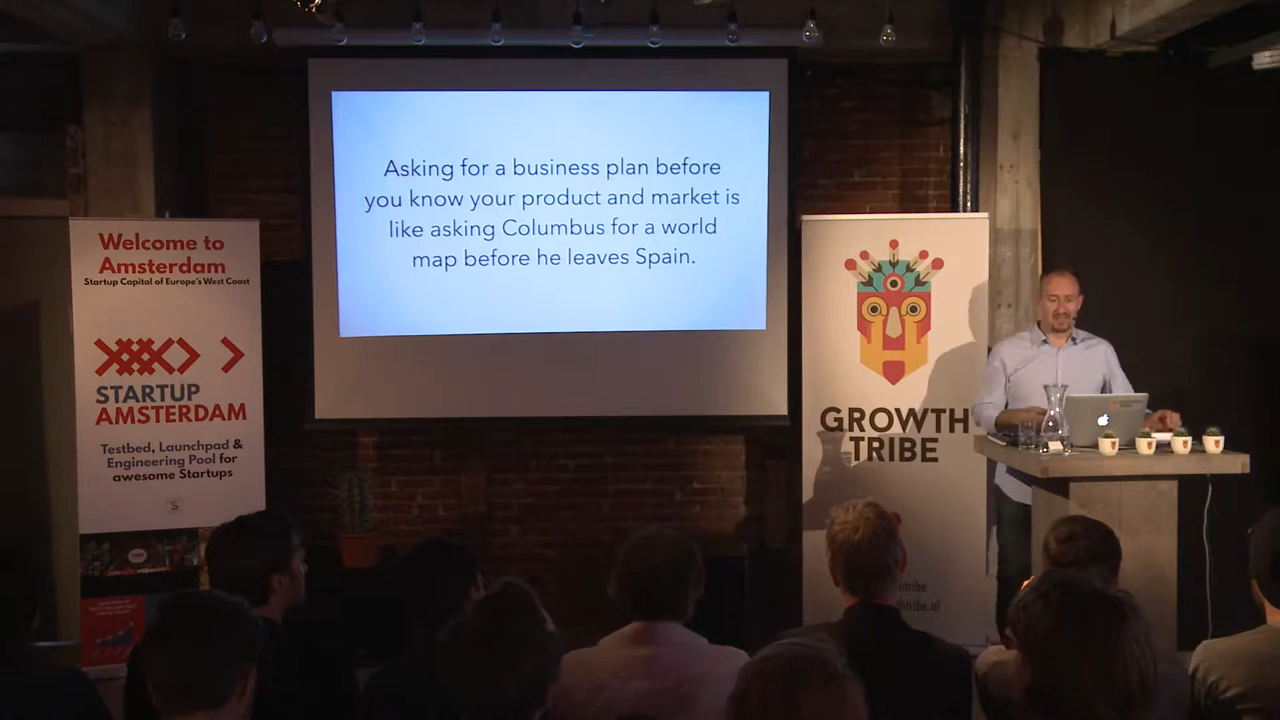 Asking for a business plan before
you know your product and market is
like asking Columbus for a world
map before he leaves Spain.
Welcome to
Amsterdam
Startup Capital of Europe's West Coast
STARTUP
AMSTERDAM
Testbed, Launchpad &
Engineering Pool for
awesome Startups
GROWTH
TRIBE